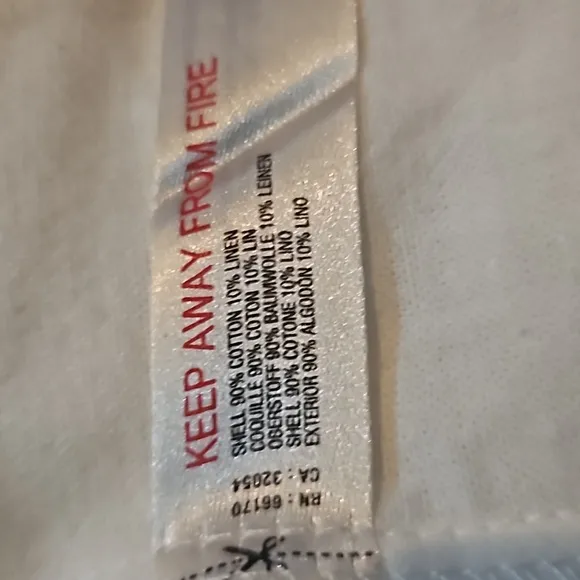 KEEP AWAY FROM FIRE
SHELL 90% COTTON 10% LINEN
COQUILLE 90% COTON 10% LIN
OBERSTOFF 90% BAUMWOLLE 10% LEINEN
SHELL 90% COTONE 10% LINO
EXTERIOR 90% ALGODÓN 10% LINO
RN: 66170
CA: 32054